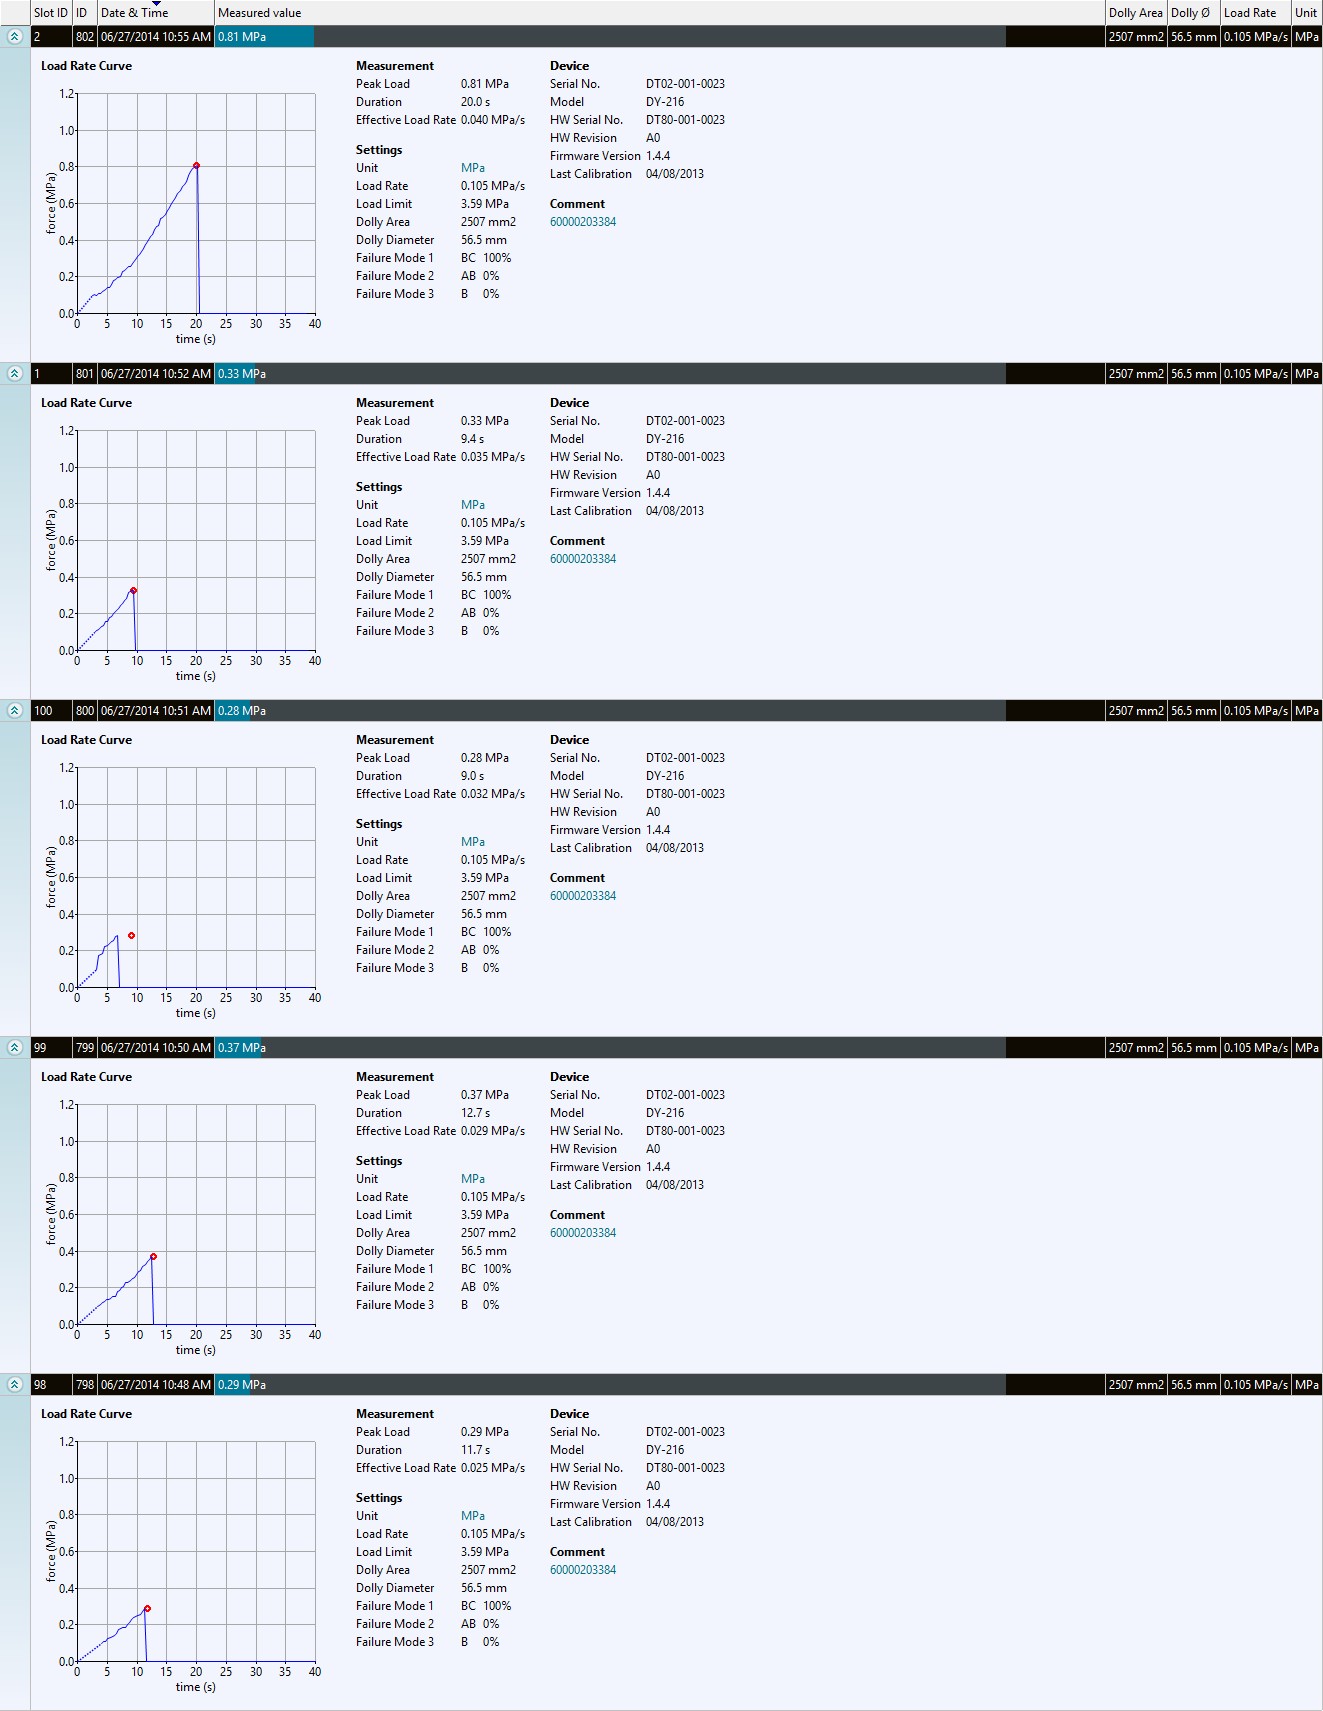 Slot ID ID Date & Time Measured value Dolly Area Dolly Ø Load Rate Unit
2 802 06/27/2014 10:55 AM 0.81 MPa 2507 mm2 56.5 mm 0.105 MPa/s MPa
Load Rate Curve Measurement Device
Peak Load 0.81 MPa Serial No. DT02-001-0023
1.2 Duration 20.0 s Model DY-216
Effective Load Rate 0.040 MPa/s HW Serial No. DT80-001-0023
1.0 HW Revision A0
Settings Firmware Version 1.4.4
0.8 Unit MPa Last Calibration 04/08/2013
Load Rate 0.105 MPa/s
0.6 Load Limit 3.59 MPa Comment
force (MPa) Dolly Area 2507 mm2 60000203384
0.4 Dolly Diameter 56.5 mm
Failure Mode 1 BC 100%
0.2 Failure Mode 2 AB 0%
Failure Mode 3 B 0%
0.0
0 5 10 15 20 25 30 35 40
time (s)
1 801 06/27/2014 10:52 AM 0.33 MPa 2507 mm2 56.5 mm 0.105 MPa/s MPa
Load Rate Curve Measurement Device
Peak Load 0.33 MPa Serial No. DT02-001-0023
1.2 Duration 9.4 s Model DY-216
Effective Load Rate 0.035 MPa/s HW Serial No. DT80-001-0023
1.0 HW Revision A0
Settings Firmware Version 1.4.4
0.8 Unit MPa Last Calibration 04/08/2013
Load Rate 0.105 MPa/s
0.6 Load Limit 3.59 MPa Comment
force (MPa) Dolly Area 2507 mm2 60000203384
0.4 Dolly Diameter 56.5 mm
Failure Mode 1 BC 100%
0.2 Failure Mode 2 AB 0%
Failure Mode 3 B 0%
0.0
0 5 10 15 20 25 30 35 40
time (s)
100 800 06/27/2014 10:51 AM 0.28 MPa 2507 mm2 56.5 mm 0.105 MPa/s MPa
Load Rate Curve Measurement Device
Peak Load 0.28 MPa Serial No. DT02-001-0023
1.2 Duration 9.0 s Model DY-216
Effective Load Rate 0.032 MPa/s HW Serial No. DT80-001-0023
1.0 HW Revision A0
Settings Firmware Version 1.4.4
0.8 Unit MPa Last Calibration 04/08/2013
Load Rate 0.105 MPa/s
0.6 Load Limit 3.59 MPa Comment
force (MPa) Dolly Area 2507 mm2 60000203384
0.4 Dolly Diameter 56.5 mm
Failure Mode 1 BC 100%
0.2 Failure Mode 2 AB 0%
Failure Mode 3 B 0%
0.0
0 5 10 15 20 25 30 35 40
time (s)
99 799 06/27/2014 10:50 AM 0.37 MPa 2507 mm2 56.5 mm 0.105 MPa/s MPa
Load Rate Curve Measurement Device
Peak Load 0.37 MPa Serial No. DT02-001-0023
1.2 Duration 12.7 s Model DY-216
Effective Load Rate 0.029 MPa/s HW Serial No. DT80-001-0023
1.0 HW Revision A0
Settings Firmware Version 1.4.4
0.8 Unit MPa Last Calibration 04/08/2013
Load Rate 0.105 MPa/s
0.6 Load Limit 3.59 MPa Comment
force (MPa) Dolly Area 2507 mm2 60000203384
0.4 Dolly Diameter 56.5 mm
Failure Mode 1 BC 100%
0.2 Failure Mode 2 AB 0%
Failure Mode 3 B 0%
0.0
0 5 10 15 20 25 30 35 40
time (s)
98 798 06/27/2014 10:48 AM 0.29 MPa 2507 mm2 56.5 mm 0.105 MPa/s MPa
Load Rate Curve Measurement Device
Peak Load 0.29 MPa Serial No. DT02-001-0023
1.2 Duration 11.7 s Model DY-216
Effective Load Rate 0.025 MPa/s HW Serial No. DT80-001-0023
1.0 HW Revision A0
Settings Firmware Version 1.4.4
0.8 Unit MPa Last Calibration 04/08/2013
Load Rate 0.105 MPa/s
0.6 Load Limit 3.59 MPa Comment
force (MPa) Dolly Area 2507 mm2 60000203384
0.4 Dolly Diameter 56.5 mm
Failure Mode 1 BC 100%
0.2 Failure Mode 2 AB 0%
Failure Mode 3 B 0%
0.0
0 5 10 15 20 25 30 35 40
time (s)